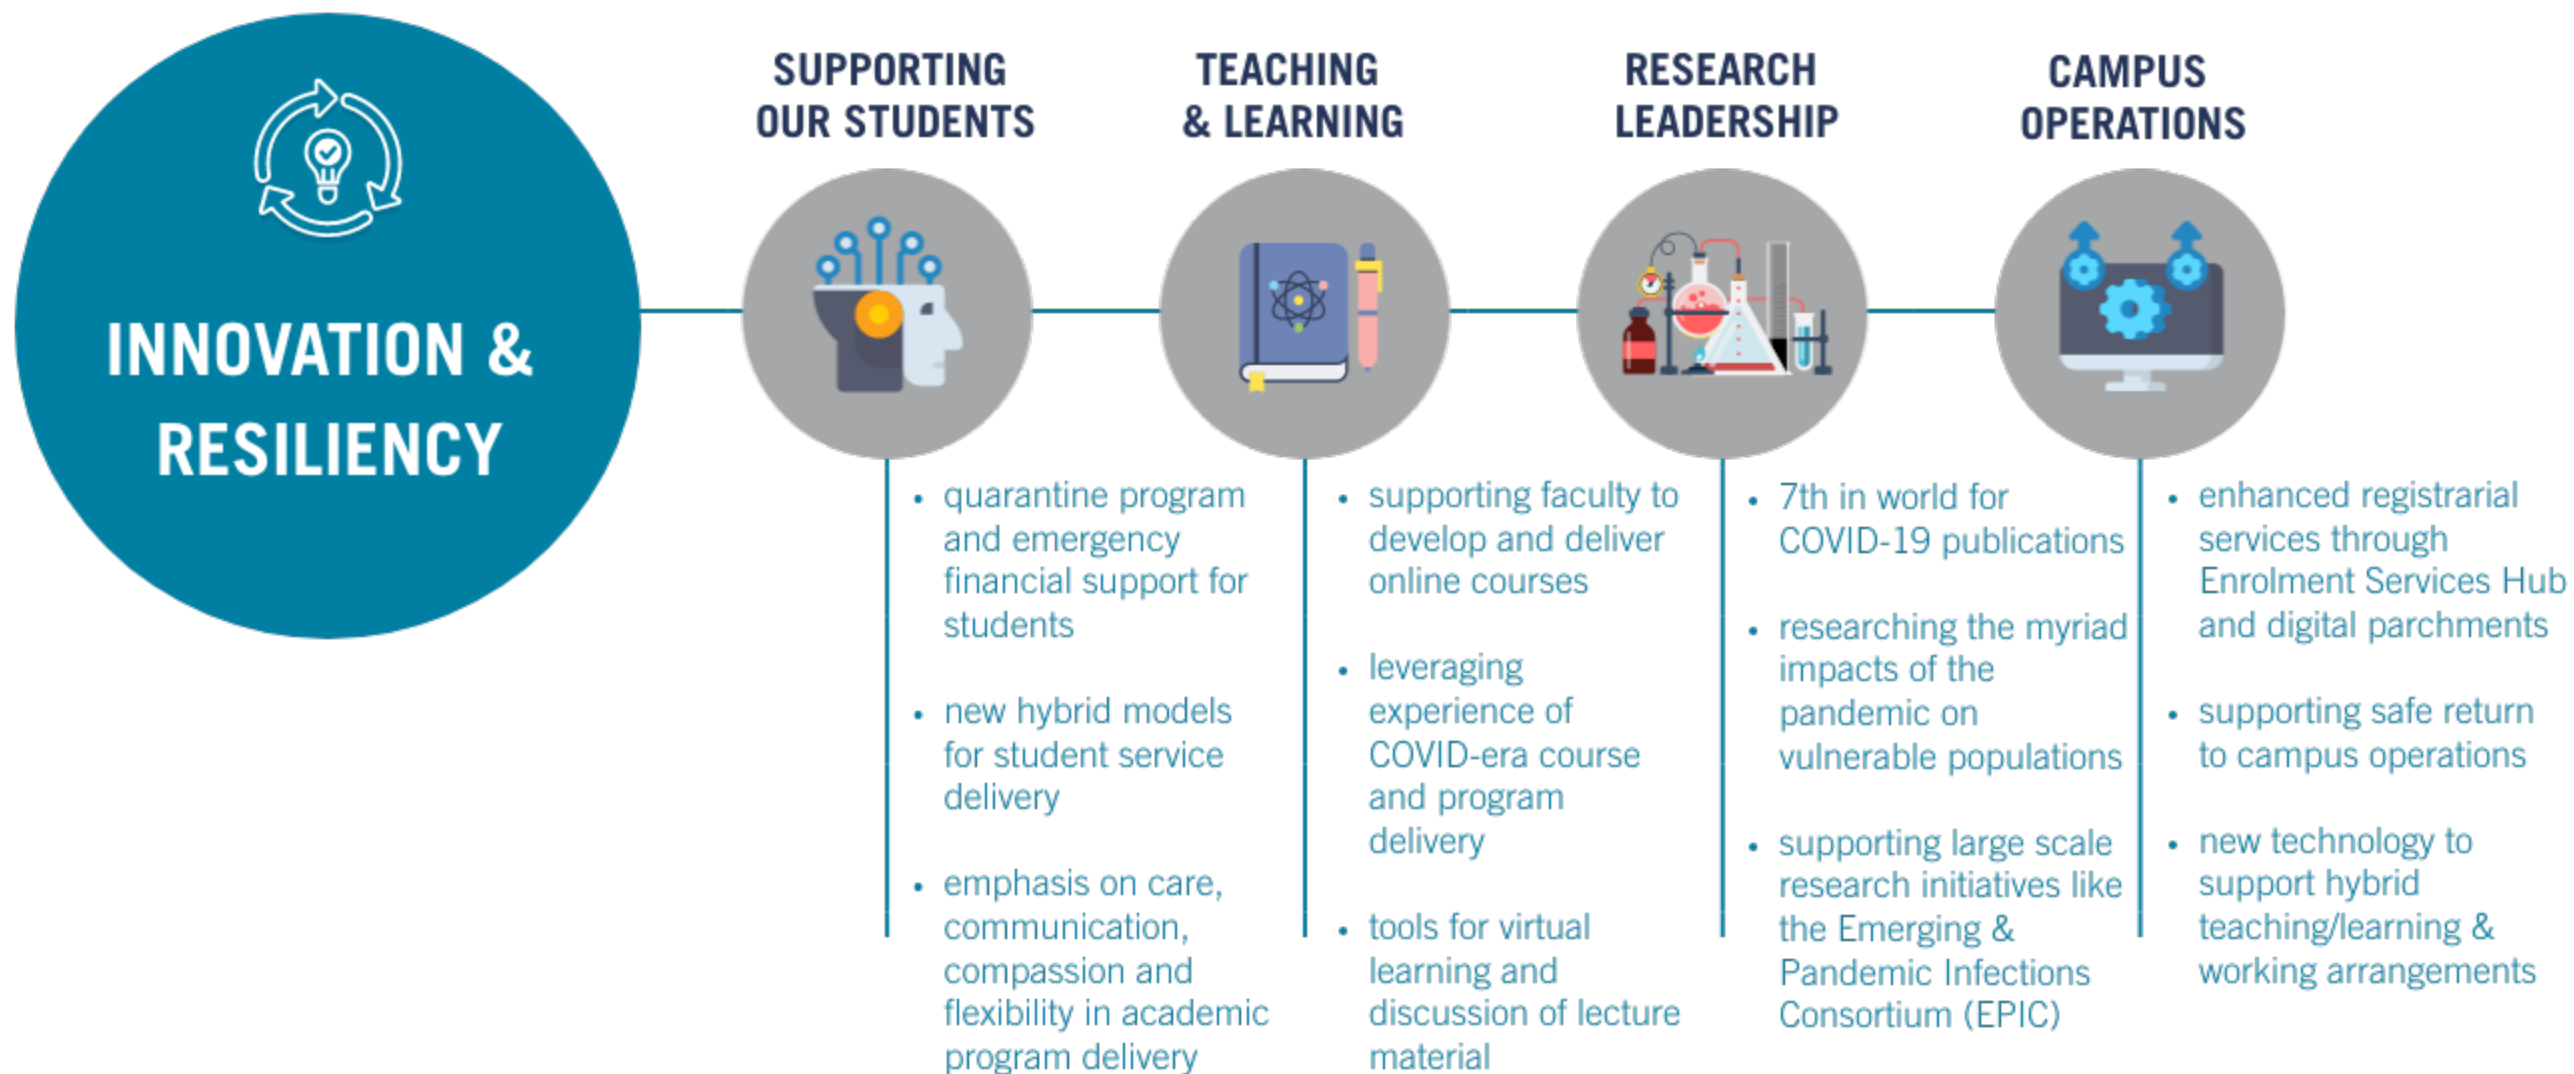 INNOVATION &
RESILIENCY
SUPPORTING
OUR STUDENTS
• quarantine program
and emergency
financial support for
students
• new hybrid models
for student service
delivery
• emphasis on care,
communication,
compassion and
flexibility in academic
program delivery
TEACHING
& LEARNING
• supporting faculty to
develop and deliver
online courses
• leveraging
experience of
COVID-era course
and program
delivery
• tools for virtual
learning and
discussion of lecture
material
RESEARCH
LEADERSHIP
• 7th in world for
COVID-19 publications
• researching the myriad
impacts of the
pandemic on
vulnerable populations
• supporting large scale
research initiatives like
the Emerging &
Pandemic Infections
Consortium (EPIC)
CAMPUS
OPERATIONS
• enhanced registrarial
services through
Enrolment Services Hub
and digital parchments
• supporting safe return
to campus operations
• new technology to
support hybrid
teaching/learning &
working arrangements